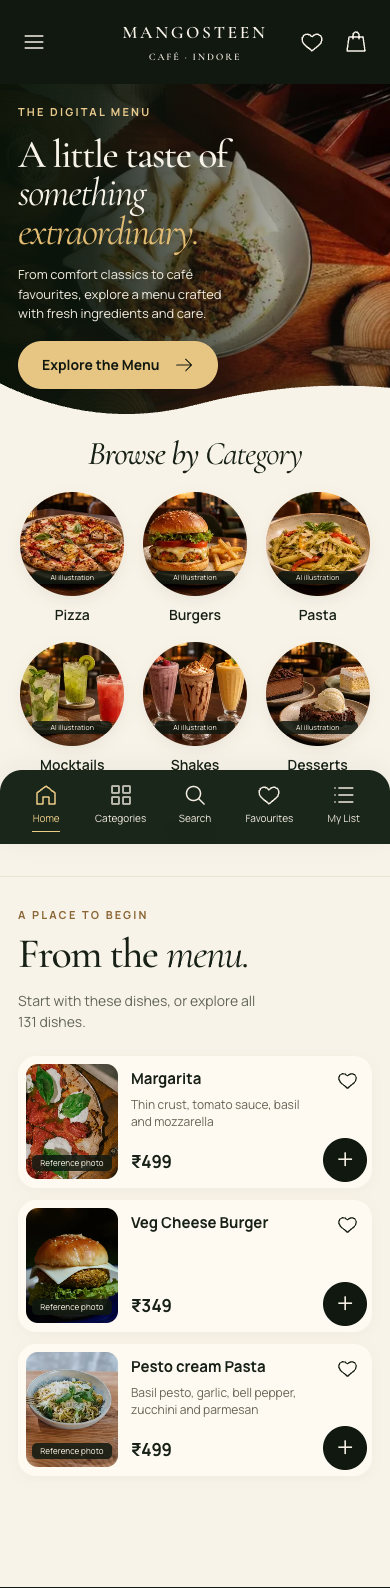 MANGOSTEEN
CAFÉ · INDORE
THE DIGITAL MENU
A little taste of
something
extraordinary.
From comfort classics to café
favourites, explore a menu crafted
with fresh ingredients and care.
Explore the Menu
Browse by Category
AI illustration
AI illustration
AI illustration
Pizza
Burgers
Pasta
AI illustration
AI illustration
AI illustration
Mocktails
Shakes
Desserts
Home
Categories
Search
Favourites
My List
A PLACE TO BEGIN
From the menu.
Start with these dishes, or explore all
131 dishes.
Margarita
Thin crust, tomato sauce, basil
and mozzarella
Reference photo
₹499
Veg Cheese Burger
Reference photo
₹349
Pesto cream Pasta
Basil pesto, garlic, bell pepper,
zucchini and parmesan
Reference photo
₹499